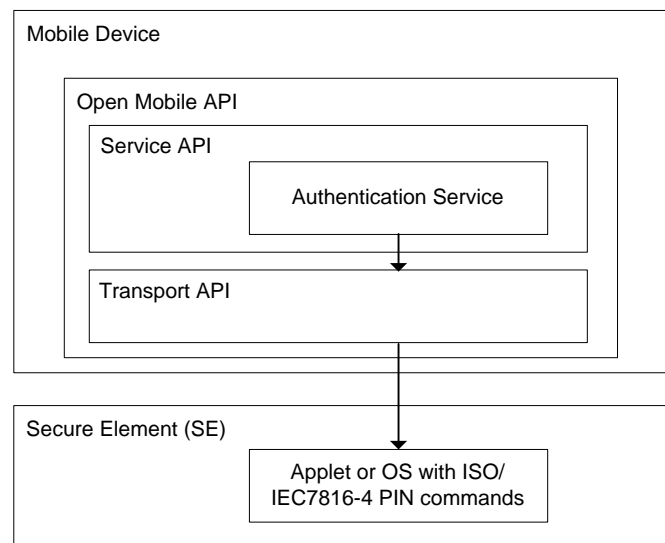 Mobile Device
Open Mobile API
Service API
Authentication Service
Transport API
Secure Element (SE)
Applet or OS with ISO/
IEC7816-4 PIN commands